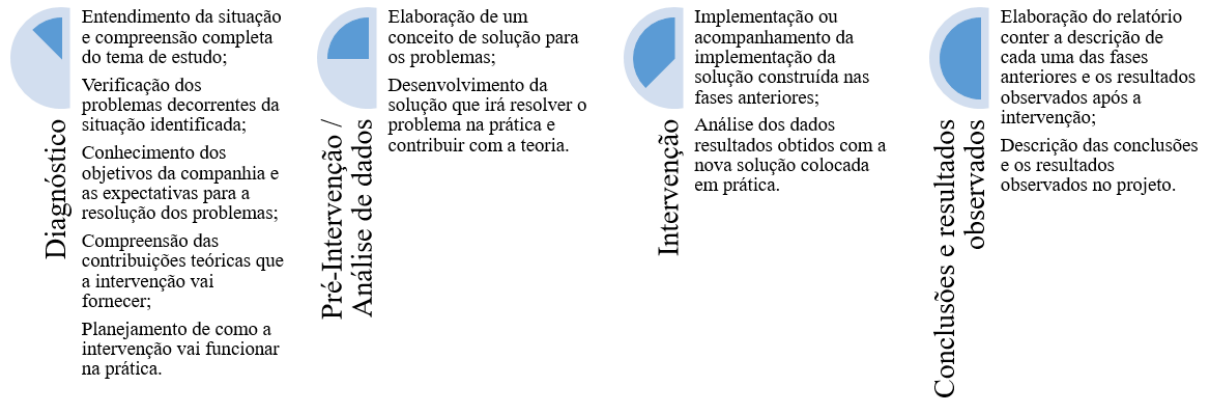 Diagnóstico
Entendimento da situação
e compreensão completa
do tema de estudo;
Verificação dos
problemas decorrentes da
situação identificada;
Conhecimento dos
objetivos da companhia e
as expectativas para a
resolução dos problemas;
Compreensão das
contribuições teóricas que
a intervenção vai
fornecer;
Planejamento de como a
intervenção vai funcionar
na prática.
Pré-Intervenção /
Análise de dados
Elaboração de um
conceito de solução para
os problemas;
Desenvolvimento da
solução que irá resolver o
problema na prática e
contribuir com a teoria.
Intervenção
Implementação ou
acompanhamento da
implementação da
solução construída nas
fases anteriores;
Análise dos dados
resultados obtidos com a
nova solução colocada
em prática.
Conclusões e resultados
observados
Elaboração do relatório
conter a descrição de
cada uma das fases
anteriores e os resultados
observados após a
intervenção;
Descrição das conclusões
e os resultados
observados no projeto.